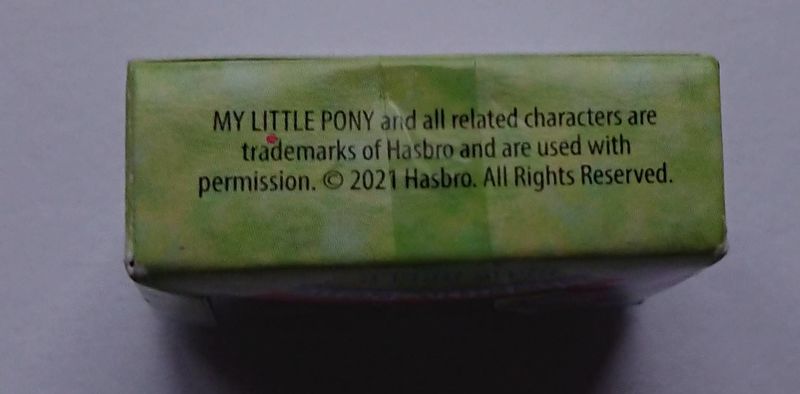 MY LITTLE PONY and all related characters are
trademarks of Hasbro and are used with
permission. © 2021 Hasbro. All Rights Reserved.